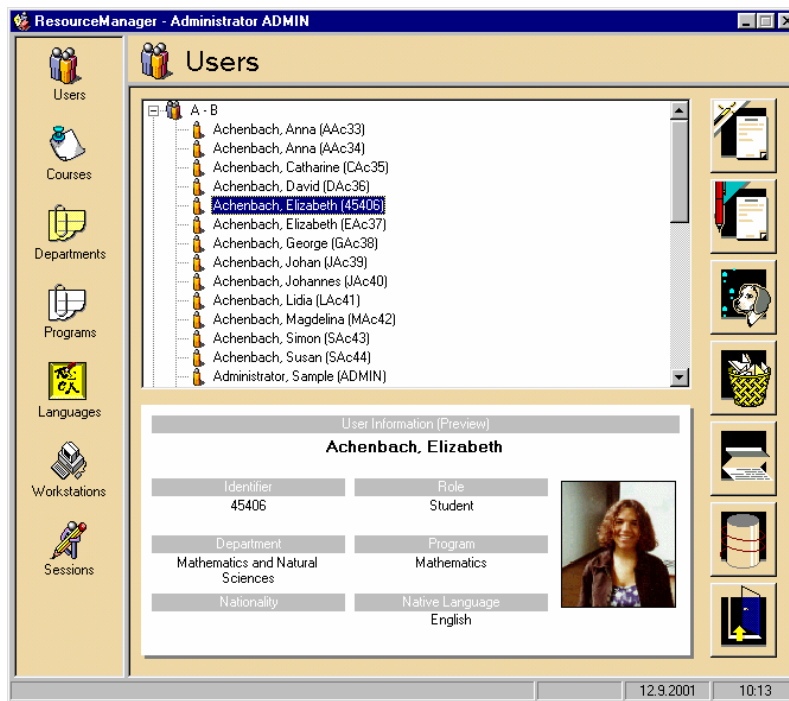 ResourceManager - Administrator ADMIN
Users
Courses
Departments
Programs
Languages
Workstations
Sessions
Users
A - B
Achenbach, Anna (AAc33)
Achenbach, Anna (AAc34)
Achenbach, Catharine (CAc35)
Achenbach, David (DAc36)
Achenbach, Elizabeth (45406)
Achenbach, Elizabeth (EAc37)
Achenbach, George (GAc38)
Achenbach, Johan (JAc39)
Achenbach, Johannes (JAc40)
Achenbach, Lidia (LAc41)
Achenbach, Magdelina (MAc42)
Achenbach, Simon (SAc43)
Achenbach, Susan (SAc44)
Administrator, Sample (ADMIN)
User Information (Preview)
Achenbach, Elizabeth
Identifier Role
45406 Student
Department Program
Mathematics and Natural Mathematics
Sciences
Nationality Native Language
English
12.9.2001 10:13